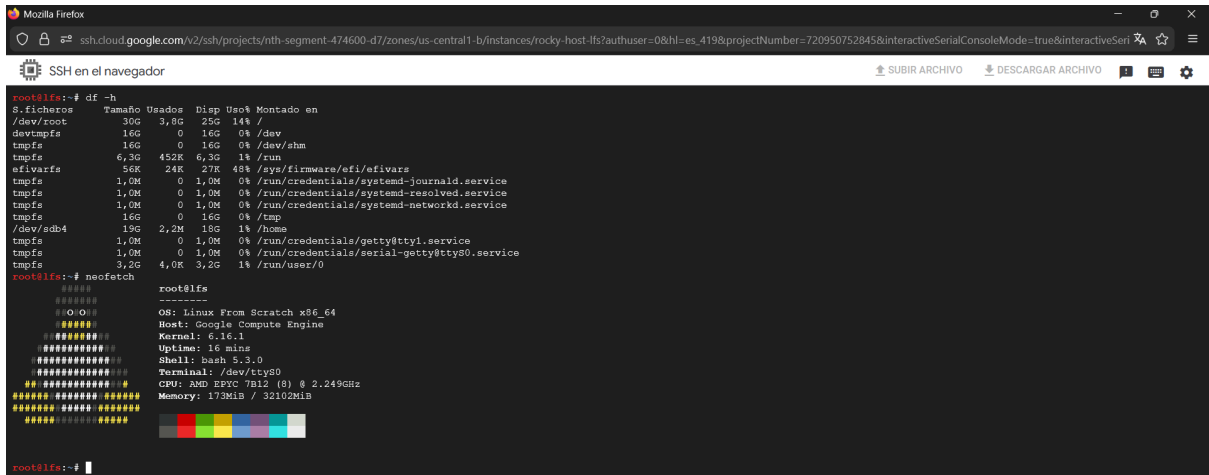 Mozilla Firefox
ssh.cloud.google.com/v2/ssh/projects/nth-segment-474600-d7/zones/us-central1-b/instances/rocky-host-lfs?authuser=0&hl=es_419&projectNumber=720950752845&interactiveSerialConsoleMode=true&interactiveSeri
SSH en el navegador
SUBIR ARCHIVO
DESCARGAR ARCHIVO
root@lfs:~# df -h
S.ficheros Tamaño Usados Disp Uso% Montado en
/dev/root 30G 3,8G 25G 14% /
devtmpfs 16G 0 16G 0% /dev
tmpfs 16G 0 16G 0% /dev/shm
tmpfs 6,3G 452K 6,3G 1% /run
efivarfs 56K 24K 27K 48% /sys/firmware/efi/efivars
tmpfs 1,0M 0 1,0M 0% /run/credentials/systemd-journald.service
tmpfs 1,0M 0 1,0M 0% /run/credentials/systemd-resolved.service
tmpfs 1,0M 0 1,0M 0% /run/credentials/systemd-networkd.service
tmpfs 16G 0 16G 0% /tmp
/dev/sdb4 19G 2,2M 18G 1% /home
tmpfs 1,0M 0 1,0M 0% /run/credentials/getty@tty1.service
tmpfs 1,0M 0 1,0M 0% /run/credentials/serial-getty@ttyS0.service
tmpfs 3,2G 4,0K 3,2G 1% /run/user/0
root@lfs:~# neofetch
root@lfs
--------
OS: Linux From Scratch x86_64
Host: Google Compute Engine
Kernel: 6.16.1
Uptime: 16 mins
Shell: bash 5.3.0
Terminal: /dev/ttyS0
CPU: AMD EPYC 7B12 (8) @ 2.249GHz
Memory: 173MiB / 32102MiB
root@lfs:~#